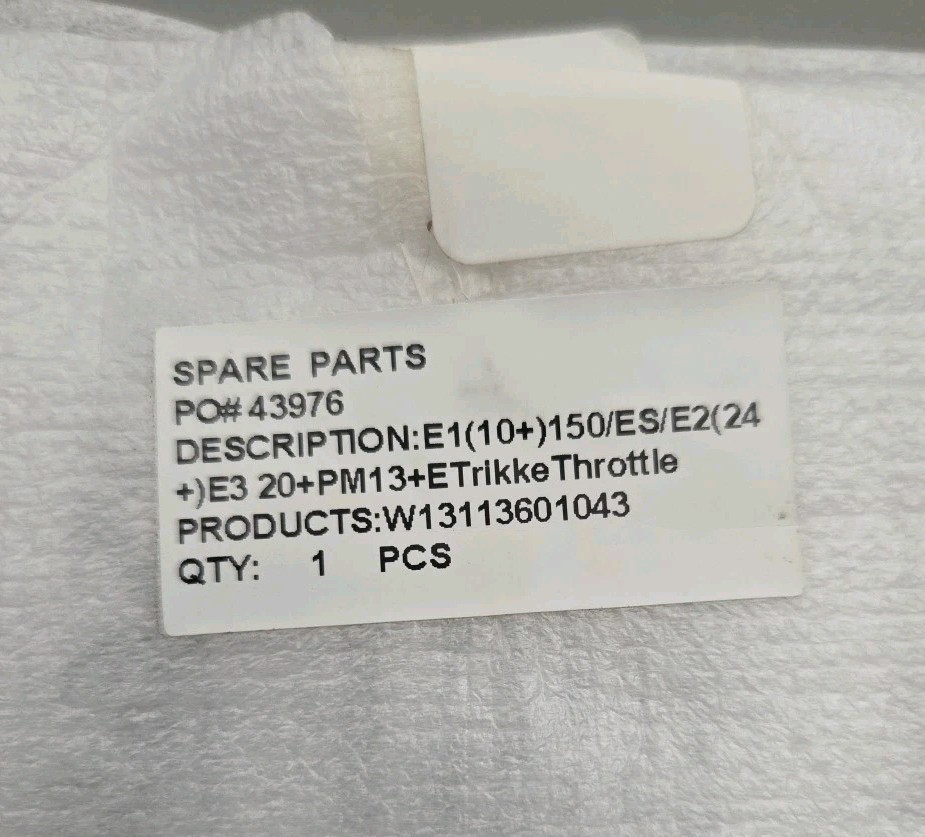 SPARE PARTS
PO# 43976
DESCRIPTION:E1(10+)150/ES/E2(24
+)E3 20+PM13+ETrikkeThrottle
PRODUCTS:W13113601043
QTY: 1 PCS